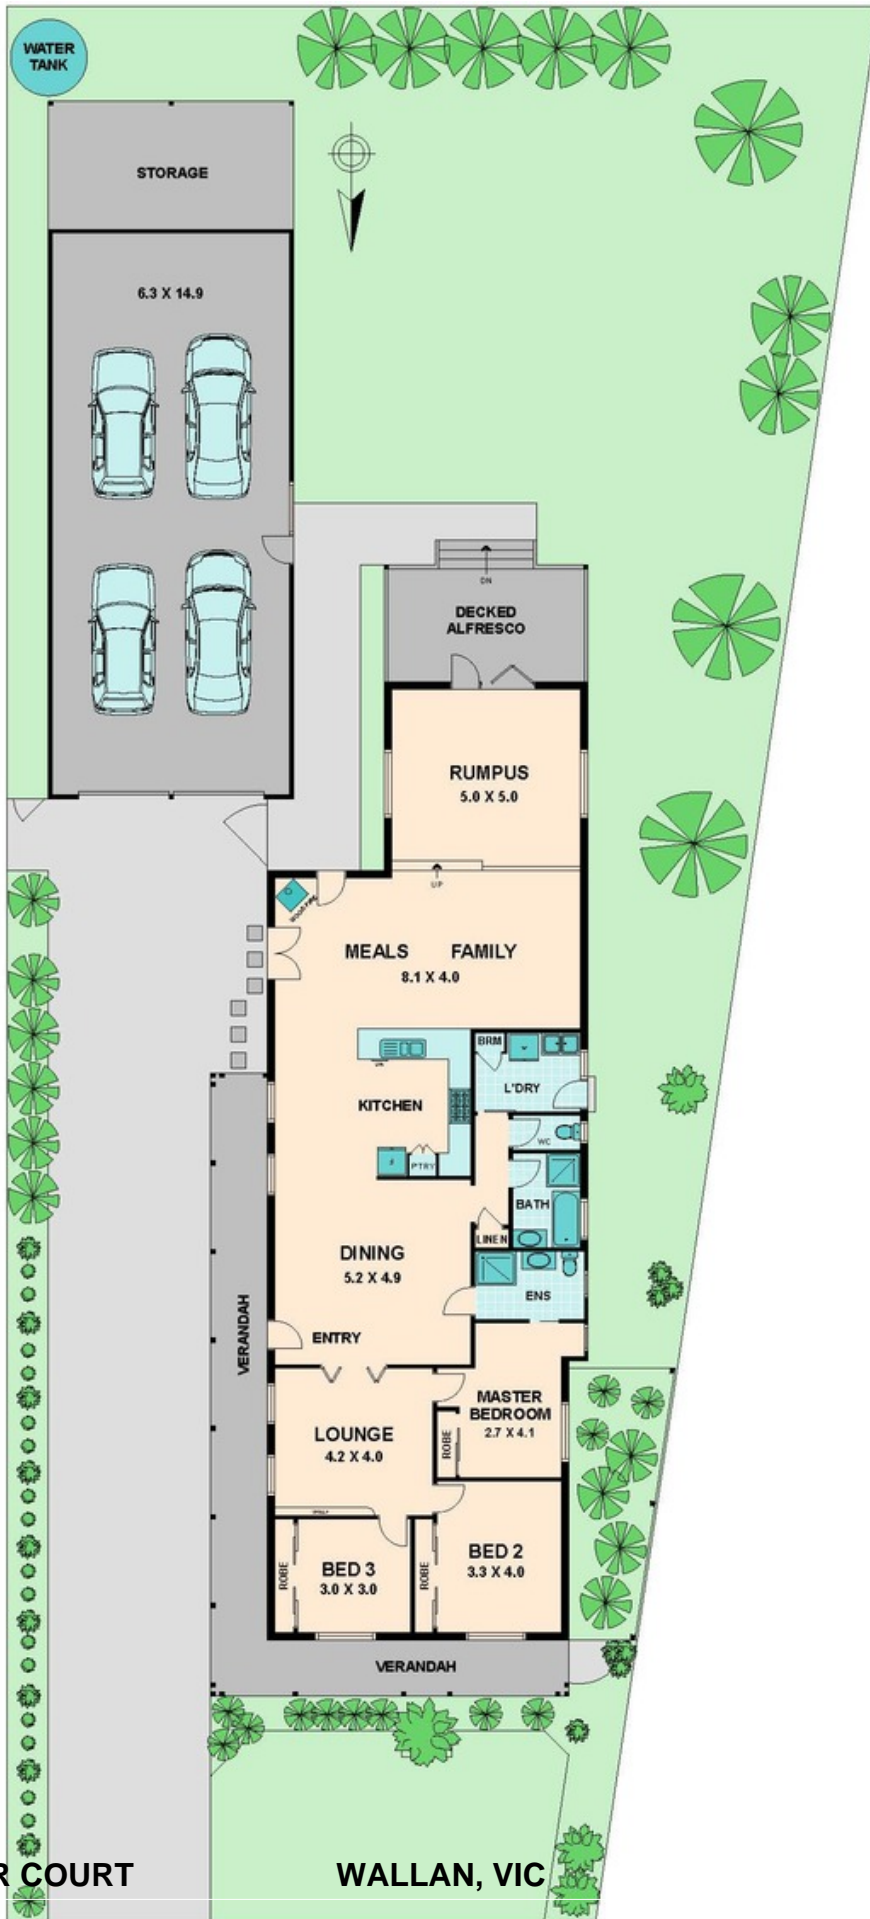 WATER
TANK
STORAGE
6.3 X 14.9
DN
DECKED
ALFRESCO
RUMPUS
5.0 X 5.0
UP
MEALS FAMILY
8.1 X 4.0
BRM
L'DRY
KITCHEN
WC
PTRY
BATH
LINEN
DINING
5.2 X 4.9
ENS
VERANDAH
ENTRY
MASTER
BEDROOM
2.7 X 4.1
ROBE
LOUNGE
4.2 X 4.0
BED 2
3.3 X 4.0
ROBE
BED 3
3.0 X 3.0
ROBE
VERANDAH
COURT WALLAN, VIC